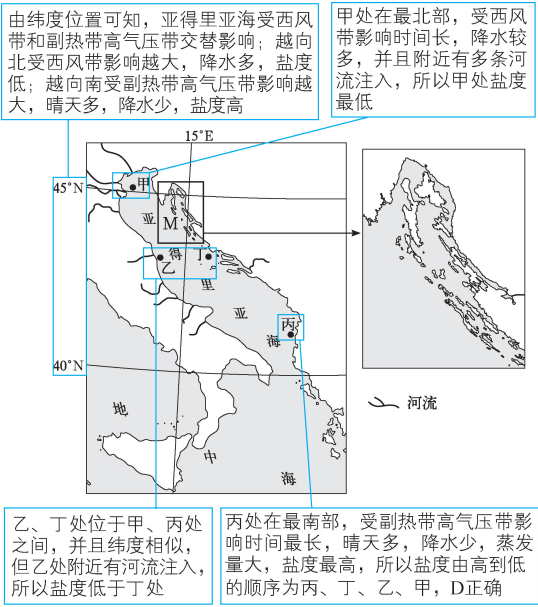 由纬度位置可知，亚得里亚海受西风
带和副热带高气压带交替影响；越向
北受西风带影响越大，降水多，盐度
低；越向南受副热带高气压带影响越
大，晴天多，降水少，盐度高
甲处在最北部，受西风
带影响时间长，降水较
多，并且附近有多条河
流注入，所以甲处盐度
最低
15°E
45°N
甲
亚
M
得
丁
乙
里
亚
丙
海
40°N
地
中
海
河流
乙、丁处位于甲、丙处
之间，并且纬度相似，
但乙处附近有河流注入，
所以盐度低于丁处
丙处在最南部，受副热带高气压带影
响时间最长，晴天多，降水少，蒸发
量大，盐度最高，所以盐度由高到低
的顺序为丙、丁、乙、甲，D正确